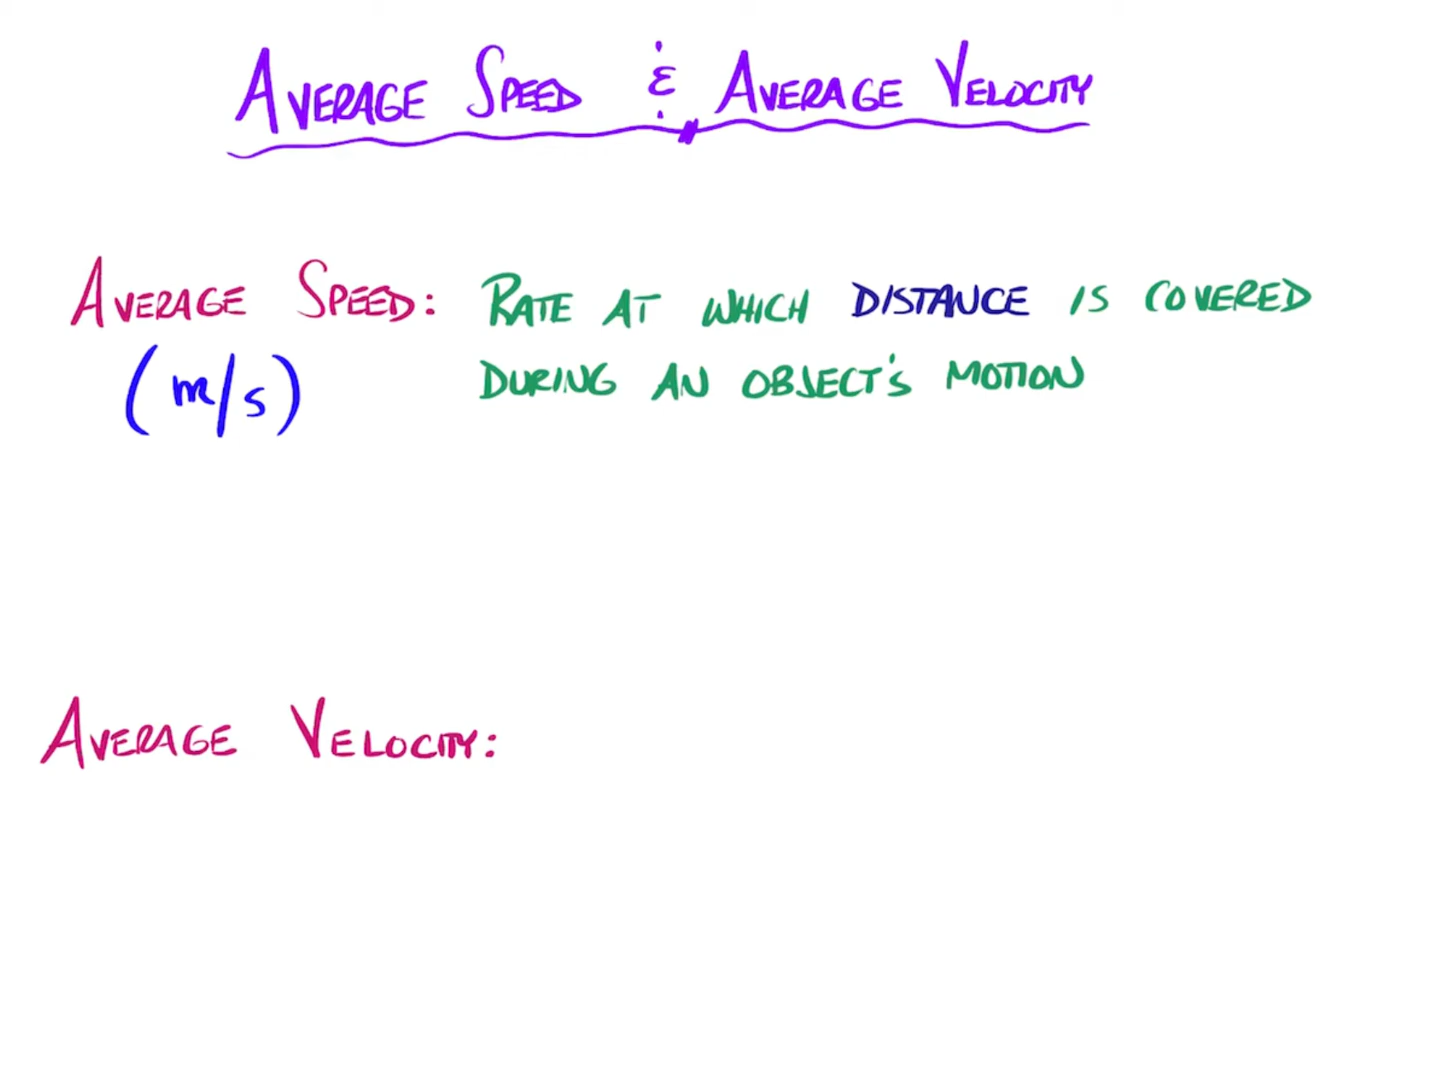 AVERAGE SPEED & AVERAGE VELOCITY
AVERAGE SPEED: RATE AT WHICH DISTANCE IS COVERED
(m/s) DURING AN OBJECT'S MOTION
AVERAGE VELOCITY: